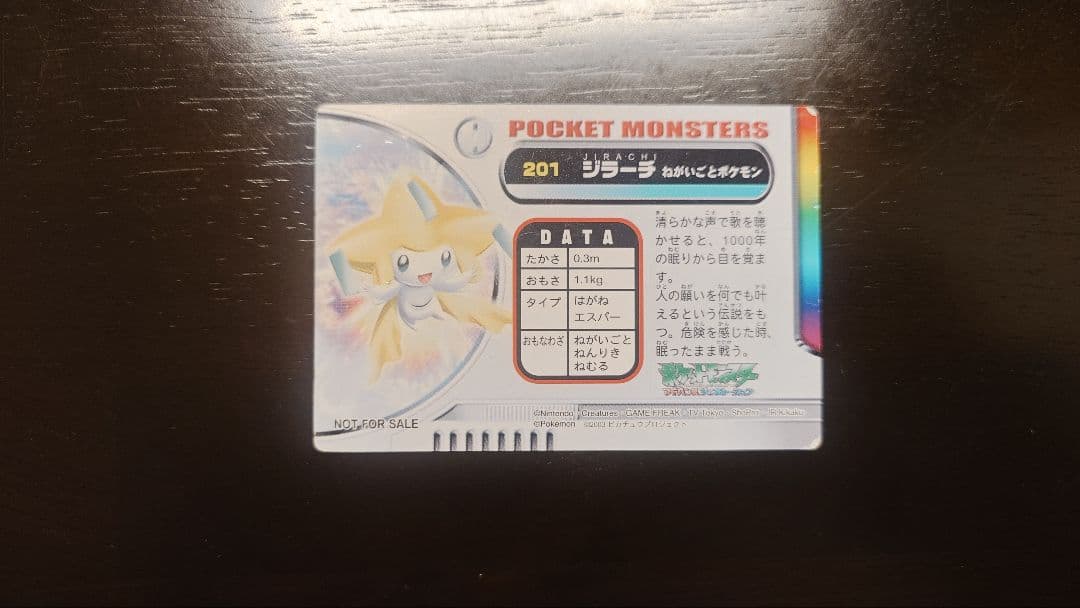 POCKET MONSTERS
JIRACHI
201 ジラーチ ねがいごとポケモン
DATA
たかさ 0.3m
おもさ 1.1kg
タイプ はがね
エスパー
おもなわざ ねがいごと
ねんりき
ねむる
清らかな声で歌を聴
かせると、1000年
の眠りから目を覚ま
す。
人の願いを何でも叶
えるという伝説をも
つ。危険を感じた時、
眠ったまま戦う。
NOT FOR SALE
©Nintendo・Creatures・GAME FREAK・TV Tokyo・ShoPro・JR Kikaku
©Pokémon ©2003 ピカチュウプロジェクト